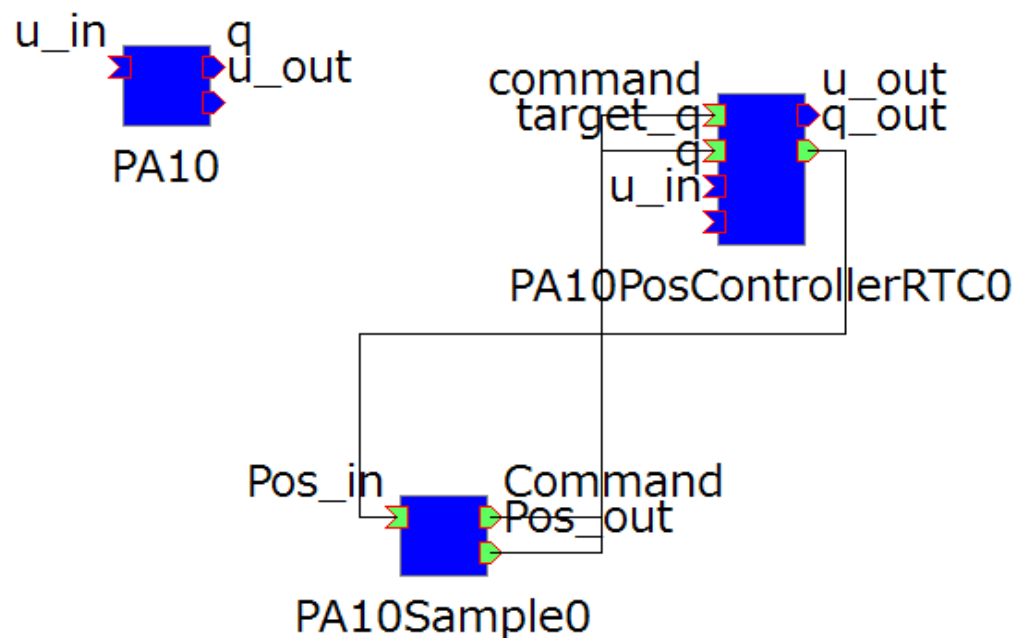 u_in
q
u_out
PA10
command
target_q
q
u_in
u_out
q_out
PA10PosControllerRTC0
Pos_in
Command
Pos_out
PA10Sample0